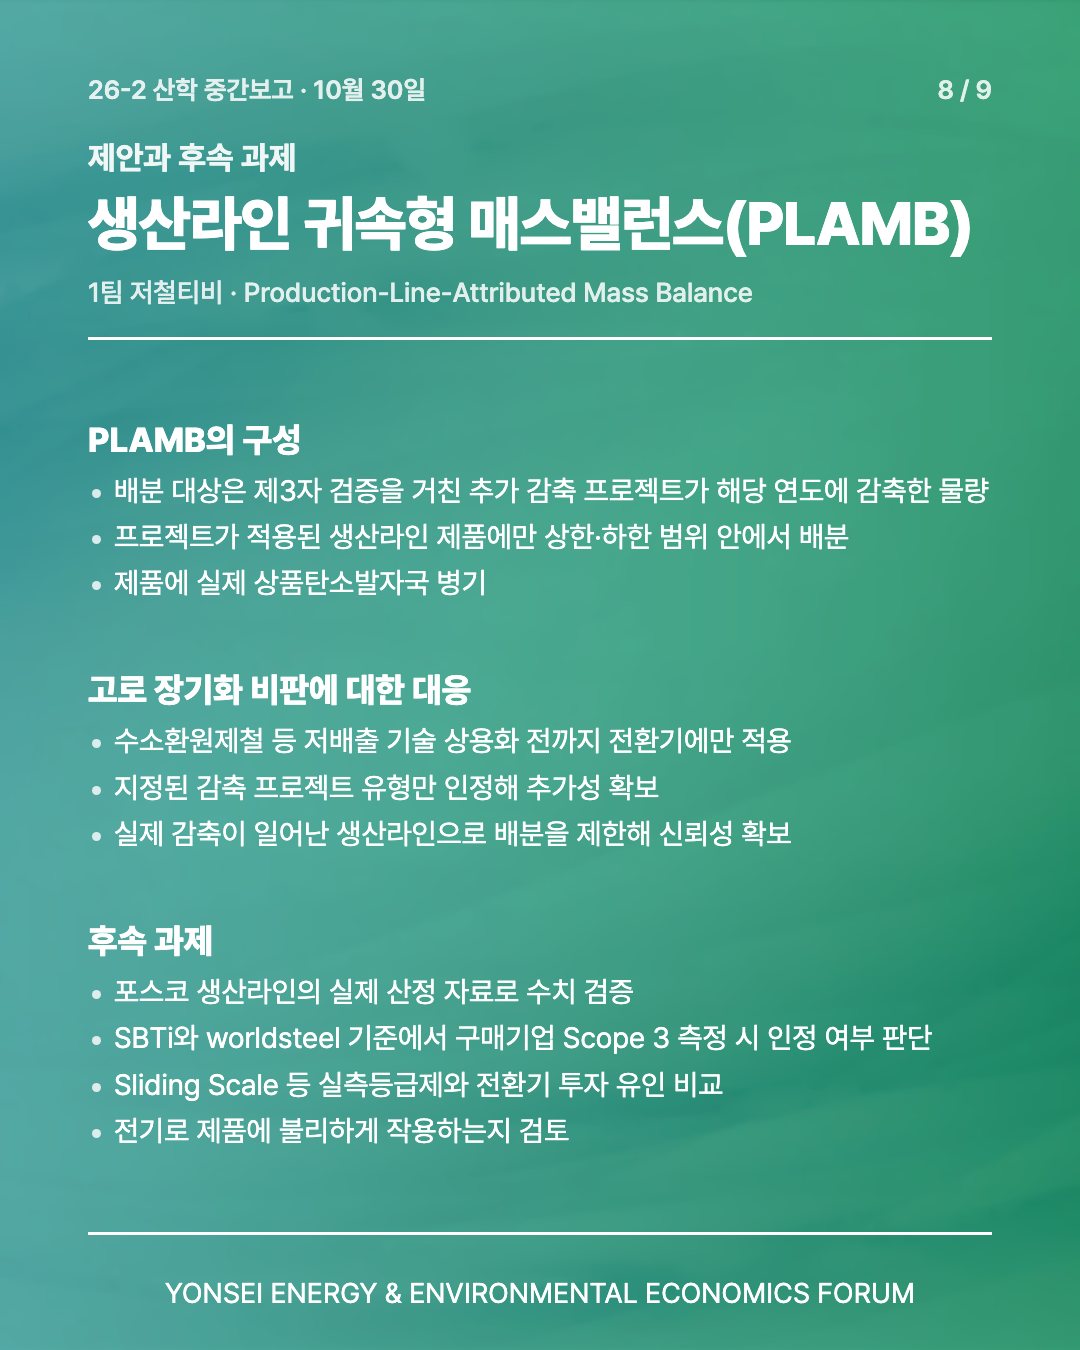 26-2 산학 중간보고 · 10월 30일
8 / 9
제안과 후속 과제
생산라인 귀속형 매스밸런스(PLAMB)
1팀 저철티비 · Production-Line-Attributed Mass Balance
PLAMB의 구성
• 배분 대상은 제3자 검증을 거친 추가 감축 프로젝트가 해당 연도에 감축한 물량
• 프로젝트가 적용된 생산라인 제품에만 상한·하한 범위 안에서 배분
• 제품에 실제 상품탄소발자국 병기
고로 장기화 비판에 대한 대응
• 수소환원제철 등 저배출 기술 상용화 전까지 전환기에만 적용
• 지정된 감축 프로젝트 유형만 인정해 추가성 확보
• 실제 감축이 일어난 생산라인으로 배분을 제한해 신뢰성 확보
후속 과제
• 포스코 생산라인의 실제 산정 자료로 수치 검증
• SBTi와 worldsteel 기준에서 구매기업 Scope 3 측정 시 인정 여부 판단
• Sliding Scale 등 실측등급제와 전환기 투자 유인 비교
• 전기로 제품에 불리하게 작용하는지 검토
YONSEI ENERGY & ENVIRONMENTAL ECONOMICS FORUM